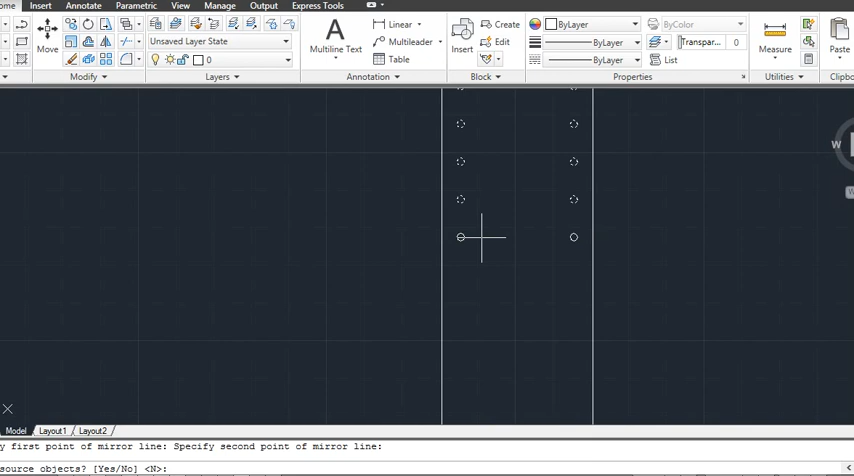 ome Insert Annotate Parametric View Manage Output Express Tools
Move
A
Multiline Text
Linear
Multileader
Table
Unsaved Layer State
0
Insert
Create
Edit
ByLayer
ByLayer
ByLayer
ByColor
Transpar... 0
List
Measure
Paste
Modify Layers Annotation Block Properties Utilities Clipbo
W
Model Layout1 Layout2
y first point of mirror line: Specify second point of mirror line:
source objects? [Yes/No] <N>: